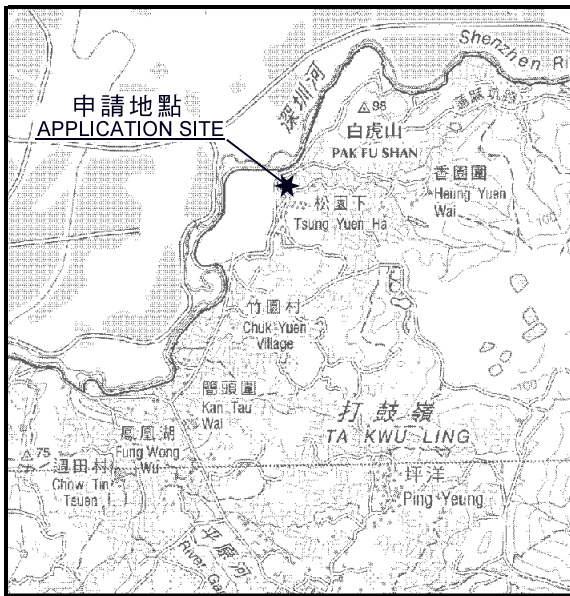 Shenzhen Ri
深圳河
98
申請地點
APPLICATION SITE
白虎山
PAK FU SHAN
香園圍
Heung Yuen
Wai
松園下
Tsung Yuen Ha
100
竹園村
Chuk Yuen
Village
簡頭圍
Kan Tau
Wai
100
打鼓嶺
TA KWU LING
鳳凰湖
Fung Wong
Wu
75
週田村
Chow Tin
Tsuen
坪洋
Ping Yeung
平原河
River Gan